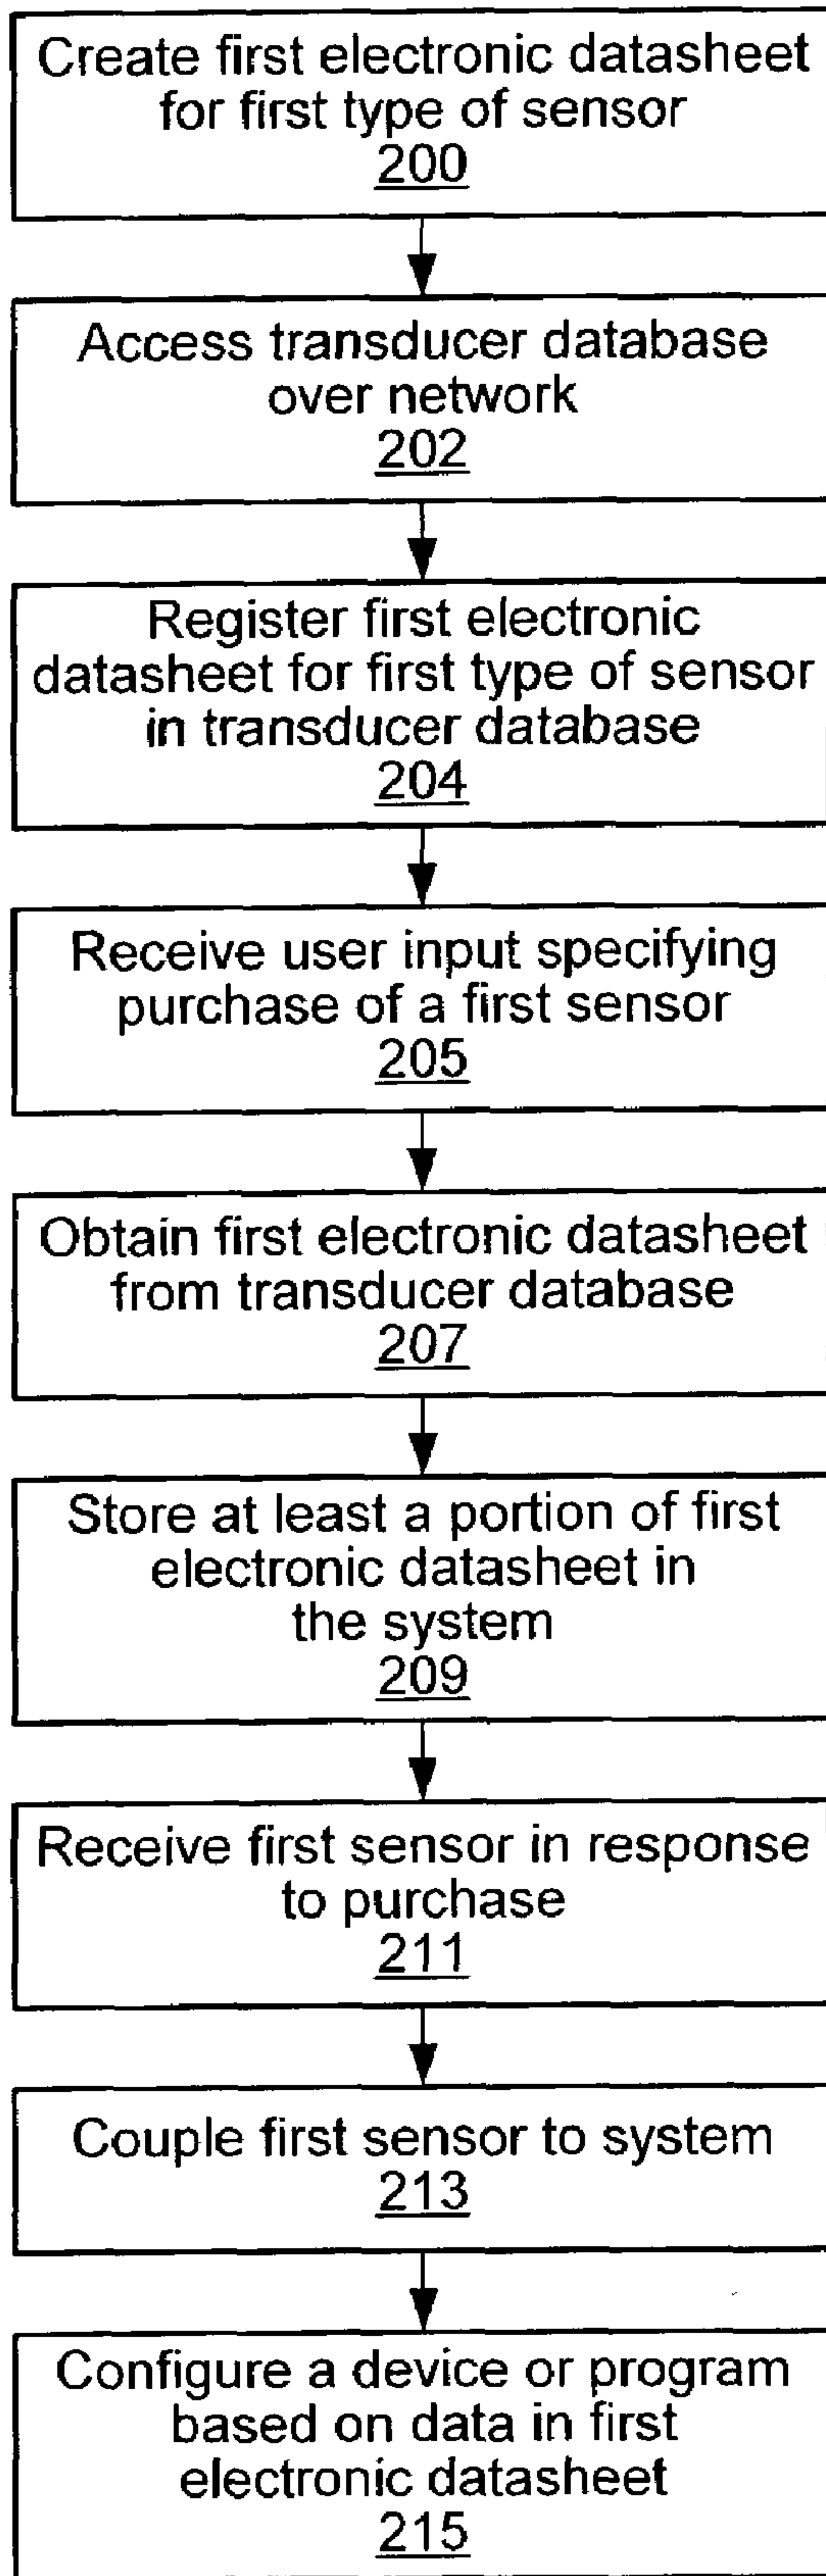 Create first electronic datasheet
for first type of sensor
200
Access transducer database
over network
202
Register first electronic
datasheet for first type of sensor
in transducer database
204
Receive user input specifying
purchase of a first sensor
205
Obtain first electronic datasheet
from transducer database
207
Store at least a portion of first
electronic datasheet in
the system
209
Receive first sensor in response
to purchase
211
Couple first sensor to system
213
Configure a device or program
based on data in first
electronic datasheet
215